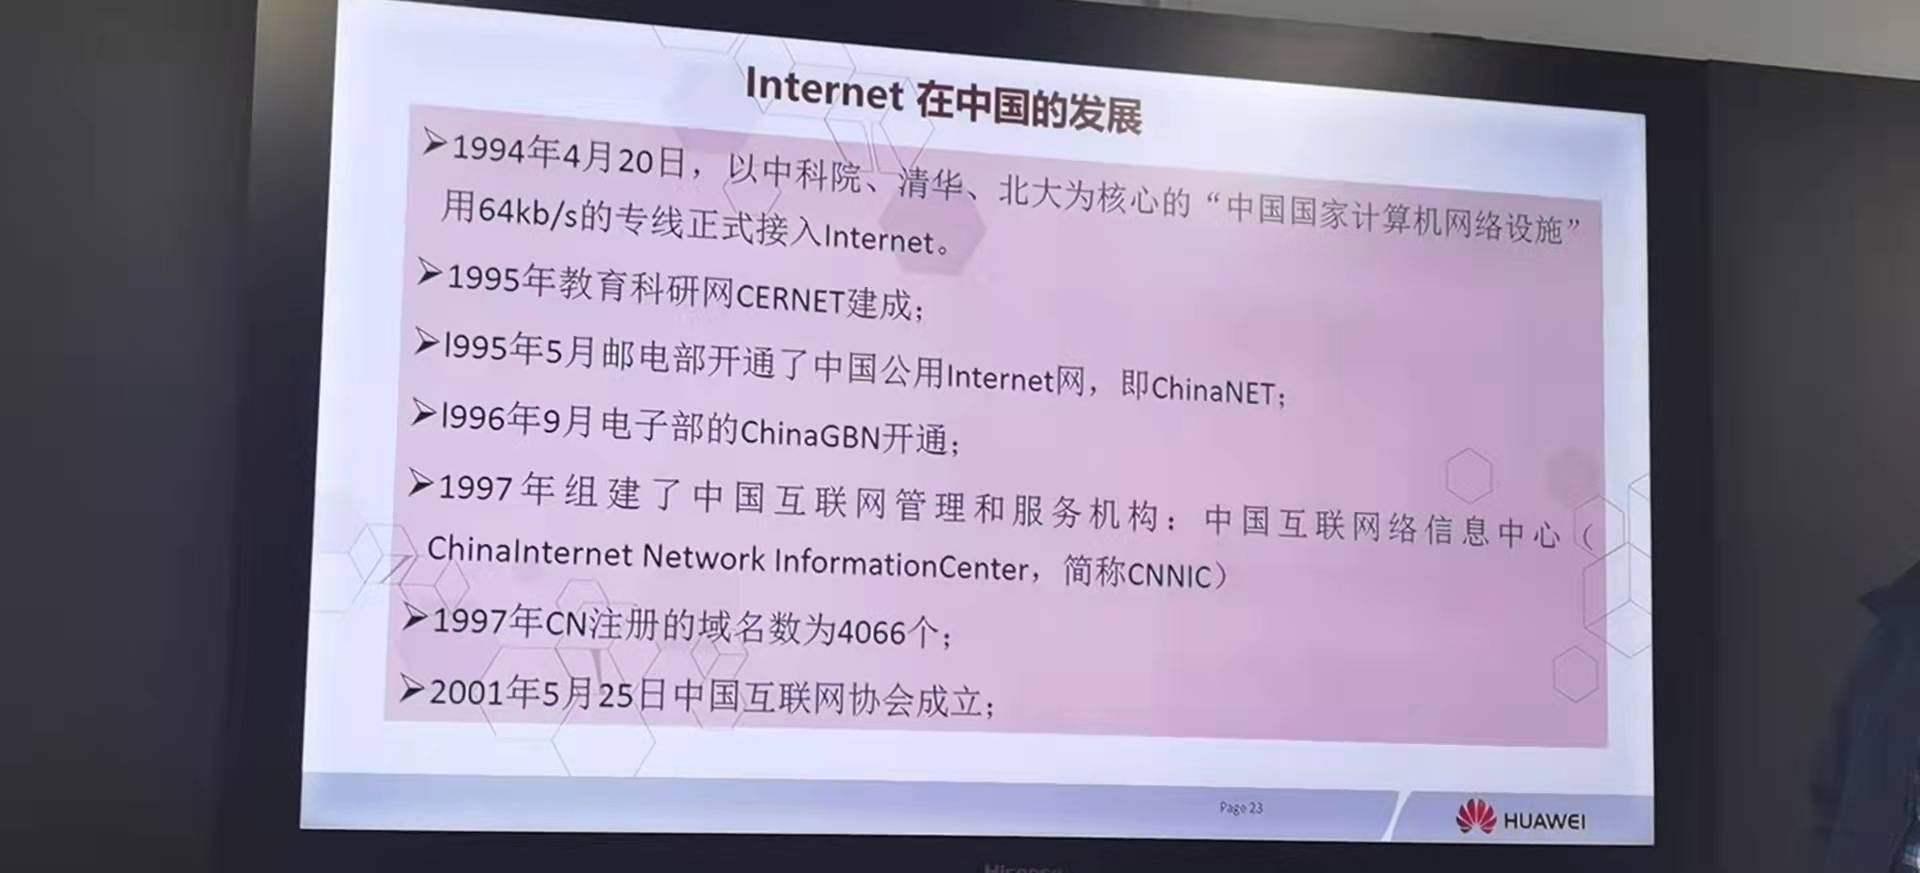 Internet 在中国的发展
➢1994年4月20日，以中科院、清华、北大为核心的“中国国家计算机网络设施”
用64kb/s的专线正式接入Internet。
➢1995年教育科研网CERNET建成；
➢l995年5月邮电部开通了中国公用Internet网，即ChinaNET；
➢l996年9月电子部的ChinaGBN开通；
➢1997年组建了中国互联网管理和服务机构：中国互联网络信息中心（
ChinaInternet Network InformationCenter，简称CNNIC）
➢1997年CN注册的域名数为4066个；
➢2001年5月25日中国互联网协会成立；
Page 23
HUAWEI